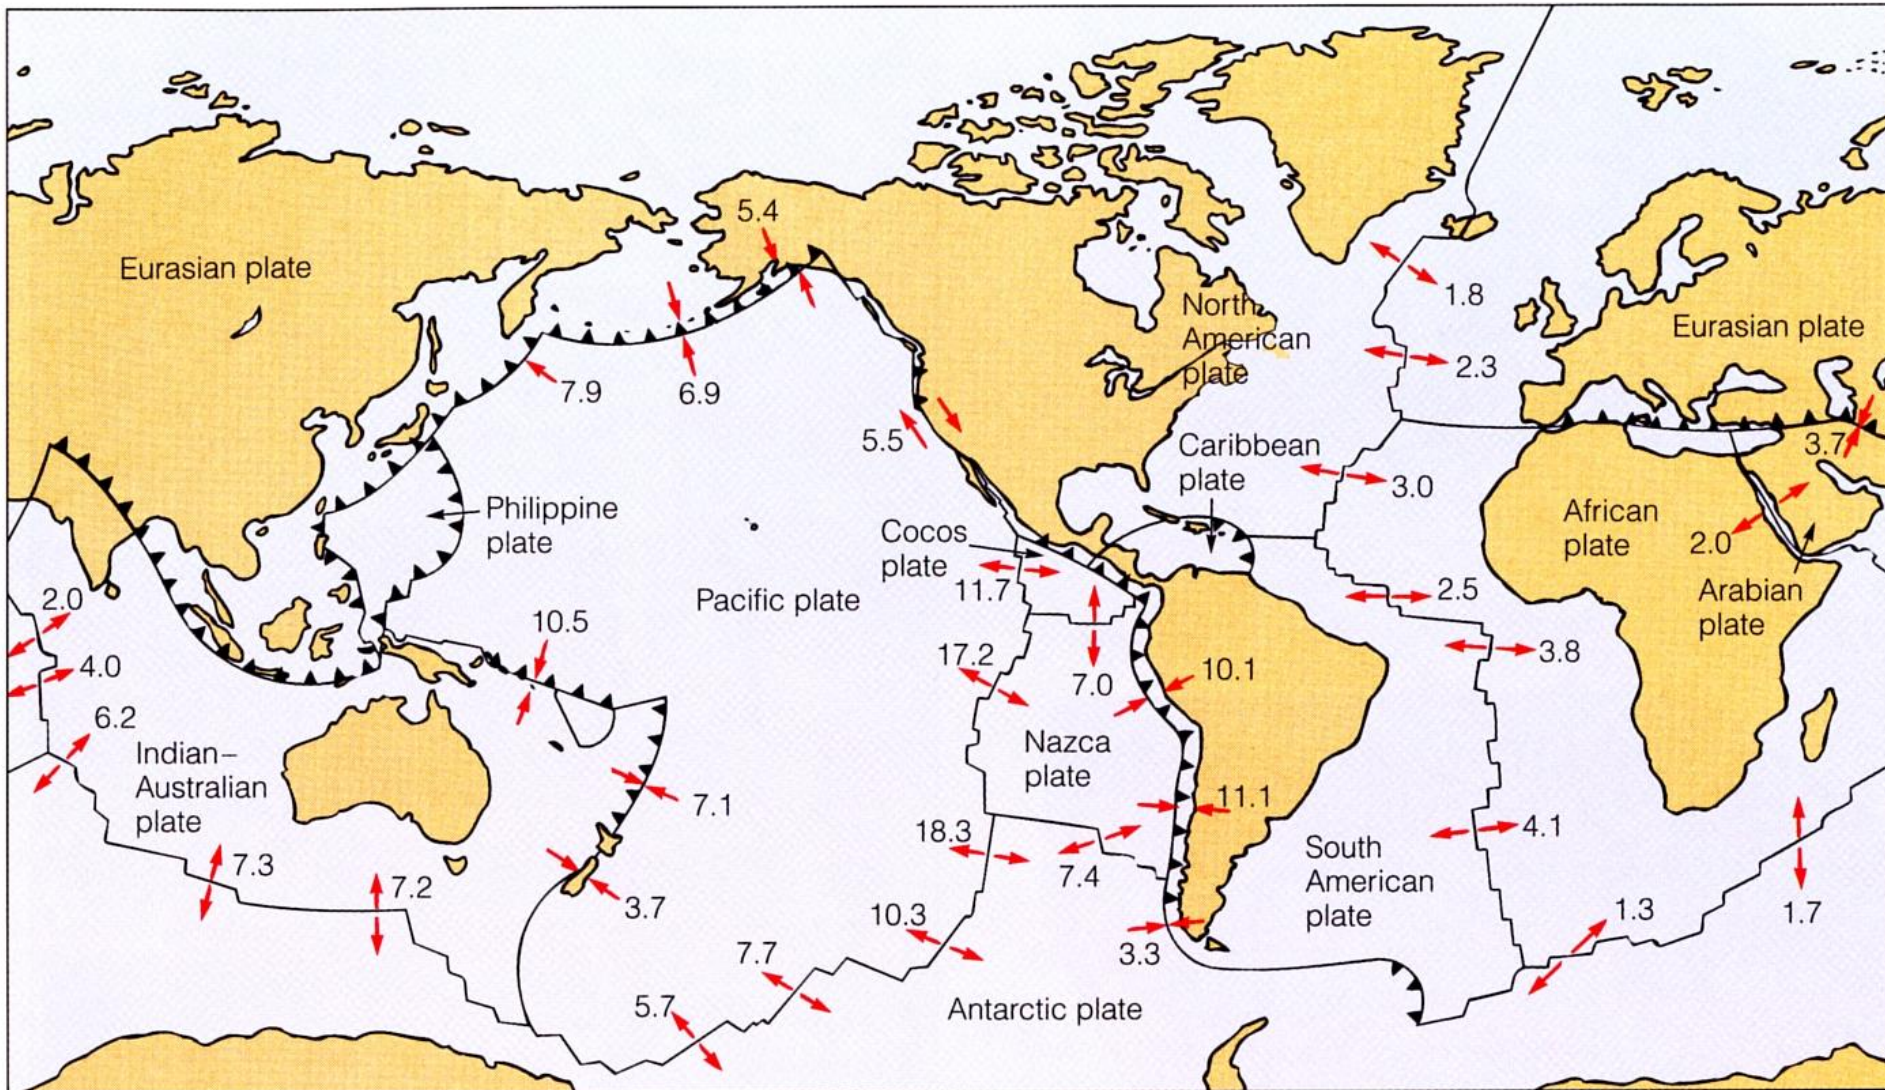 5.4
Eurasian plate
1.8
North
American
plate
Eurasian plate
2.3
7.9
6.9
5.5
Caribbean
plate
3.7
3.0
Philippine
plate
African
plate
Cocos
plate
2.0
11.7
Arabian
plate
2.0
Pacific plate
2.5
10.5
3.8
4.0
17.2
7.0
10.1
6.2
Indian–
Australian
plate
Nazca
plate
7.1
11.1
18.3
7.4
4.1
South
American
plate
7.3
7.2
3.7
10.3
1.3
1.7
7.7
3.3
5.7
Antarctic plate